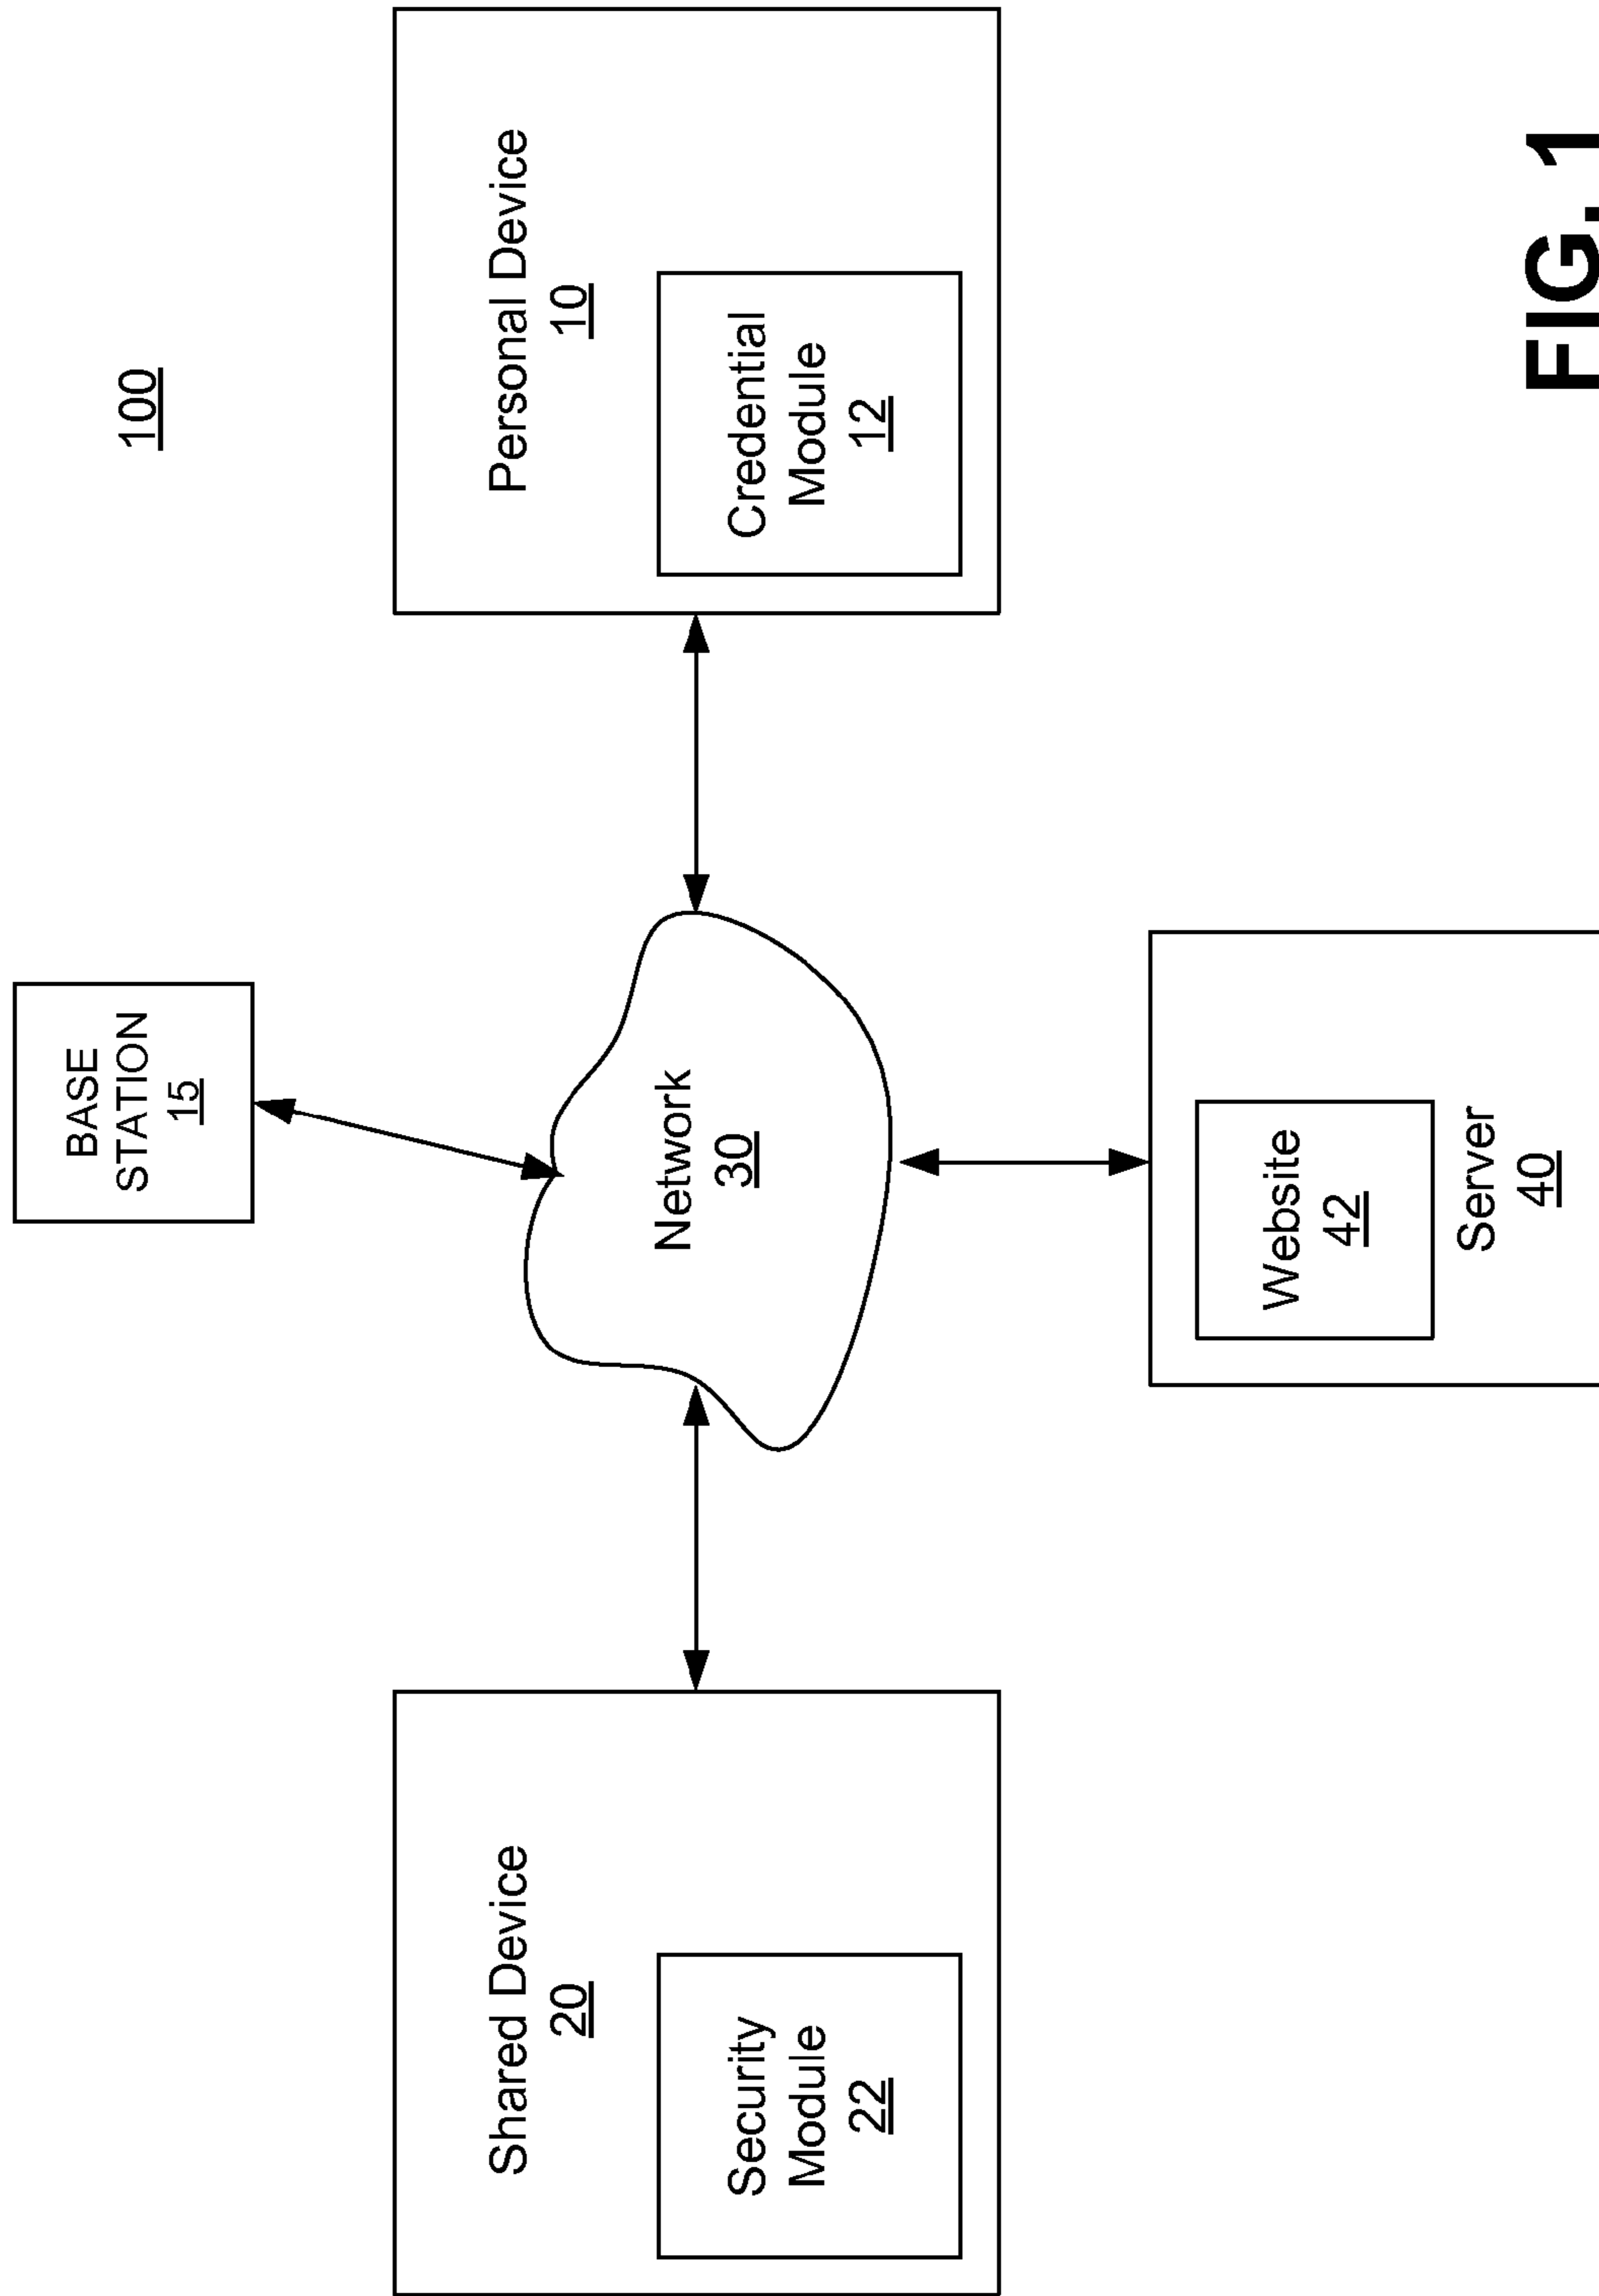 100
BASE
STATION
15
Shared Device
20
Security
Module
22
Network
30
Personal Device
10
Credential
Module
12
Website
42
Server
40
FIG. 1